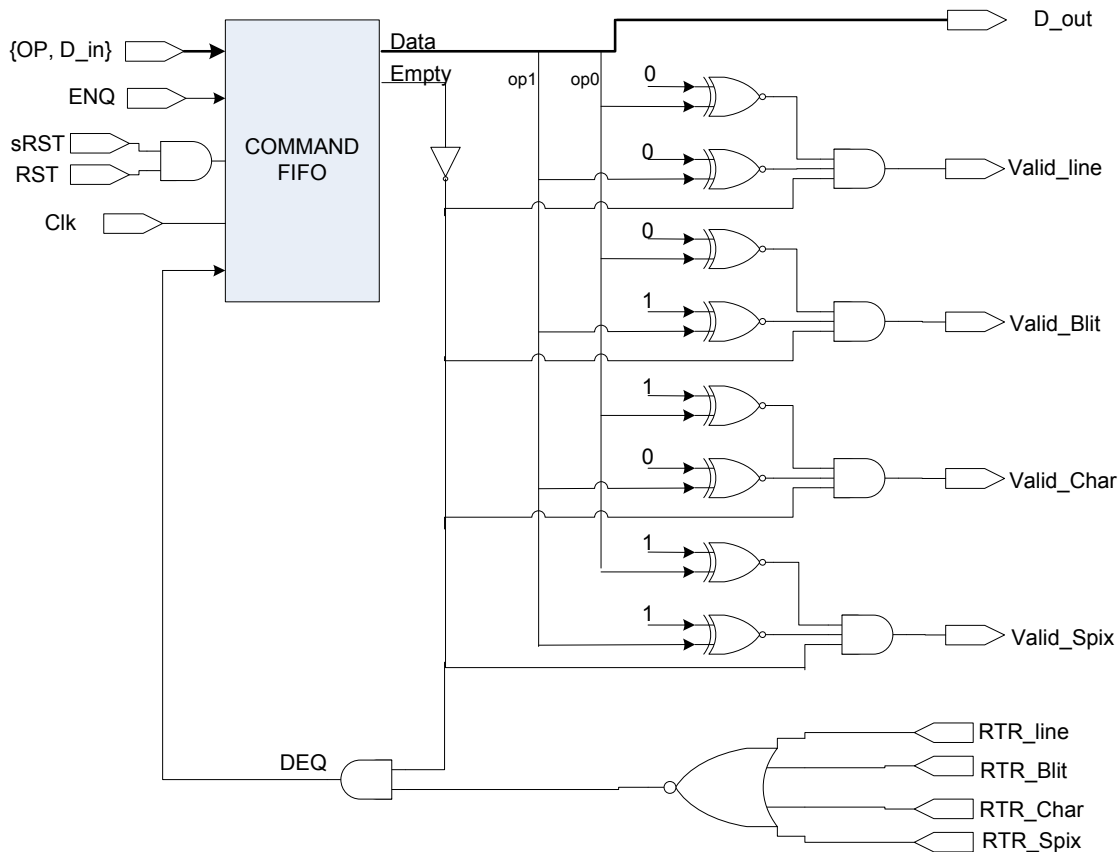 D_out
{OP, D_in}
Data
Empty
op1
op0
0
ENQ
sRST
RST
COMMAND
FIFO
0
Valid_line
Clk
0
1
Valid_Blit
1
0
Valid_Char
1
1
Valid_Spix
RTR_line
DEQ
RTR_Blit
RTR_Char
RTR_Spix